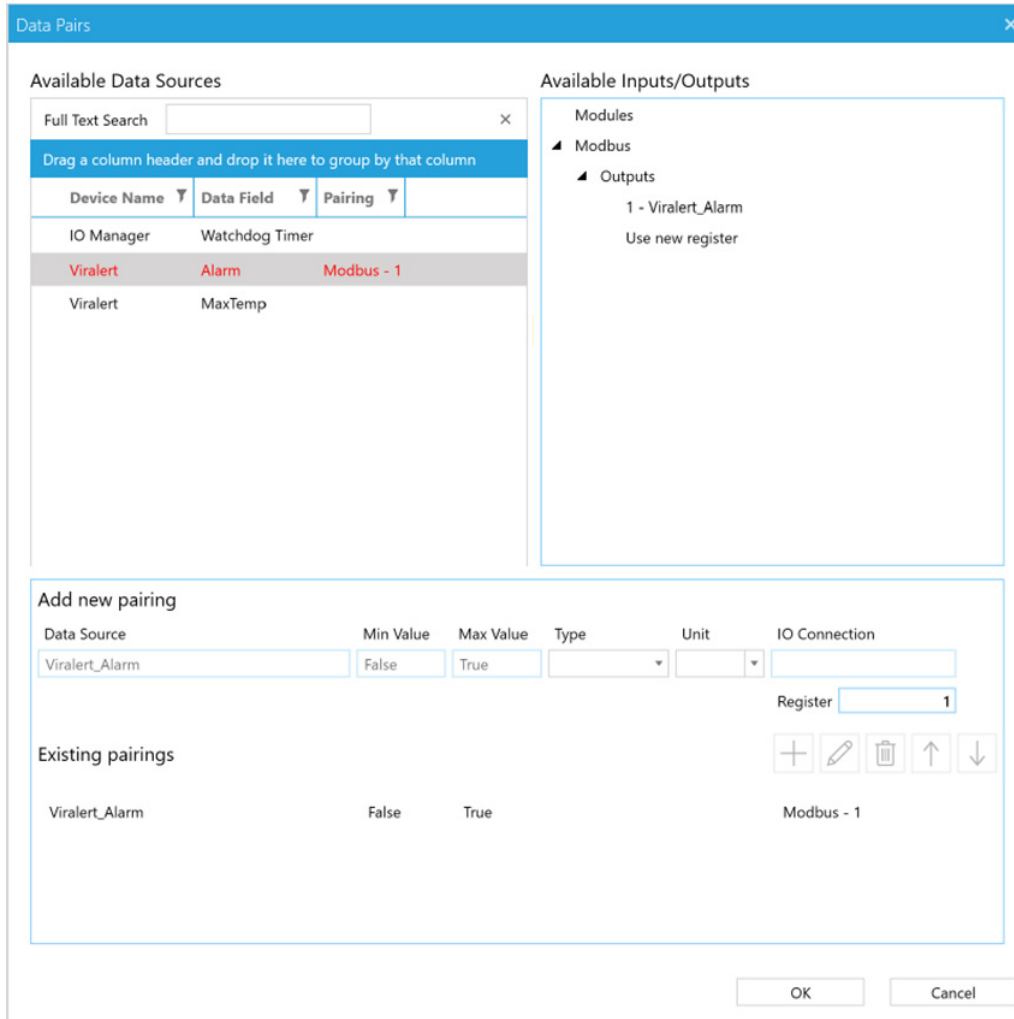 Data Pairs
Available Data Sources
Available Inputs/Outputs
Full Text Search
Modules
Drag a column header and drop it here to group by that column
Modbus
Outputs
Device Name Data Field Pairing
1 - Viralert_Alarm
IO Manager Watchdog Timer
Use new register
Viralert Alarm Modbus - 1
Viralert MaxTemp
Add new pairing
Data Source Min Value Max Value Type Unit IO Connection
Viralert_Alarm False True
Register 1
Existing pairings
Viralert_Alarm False True Modbus - 1
OK Cancel